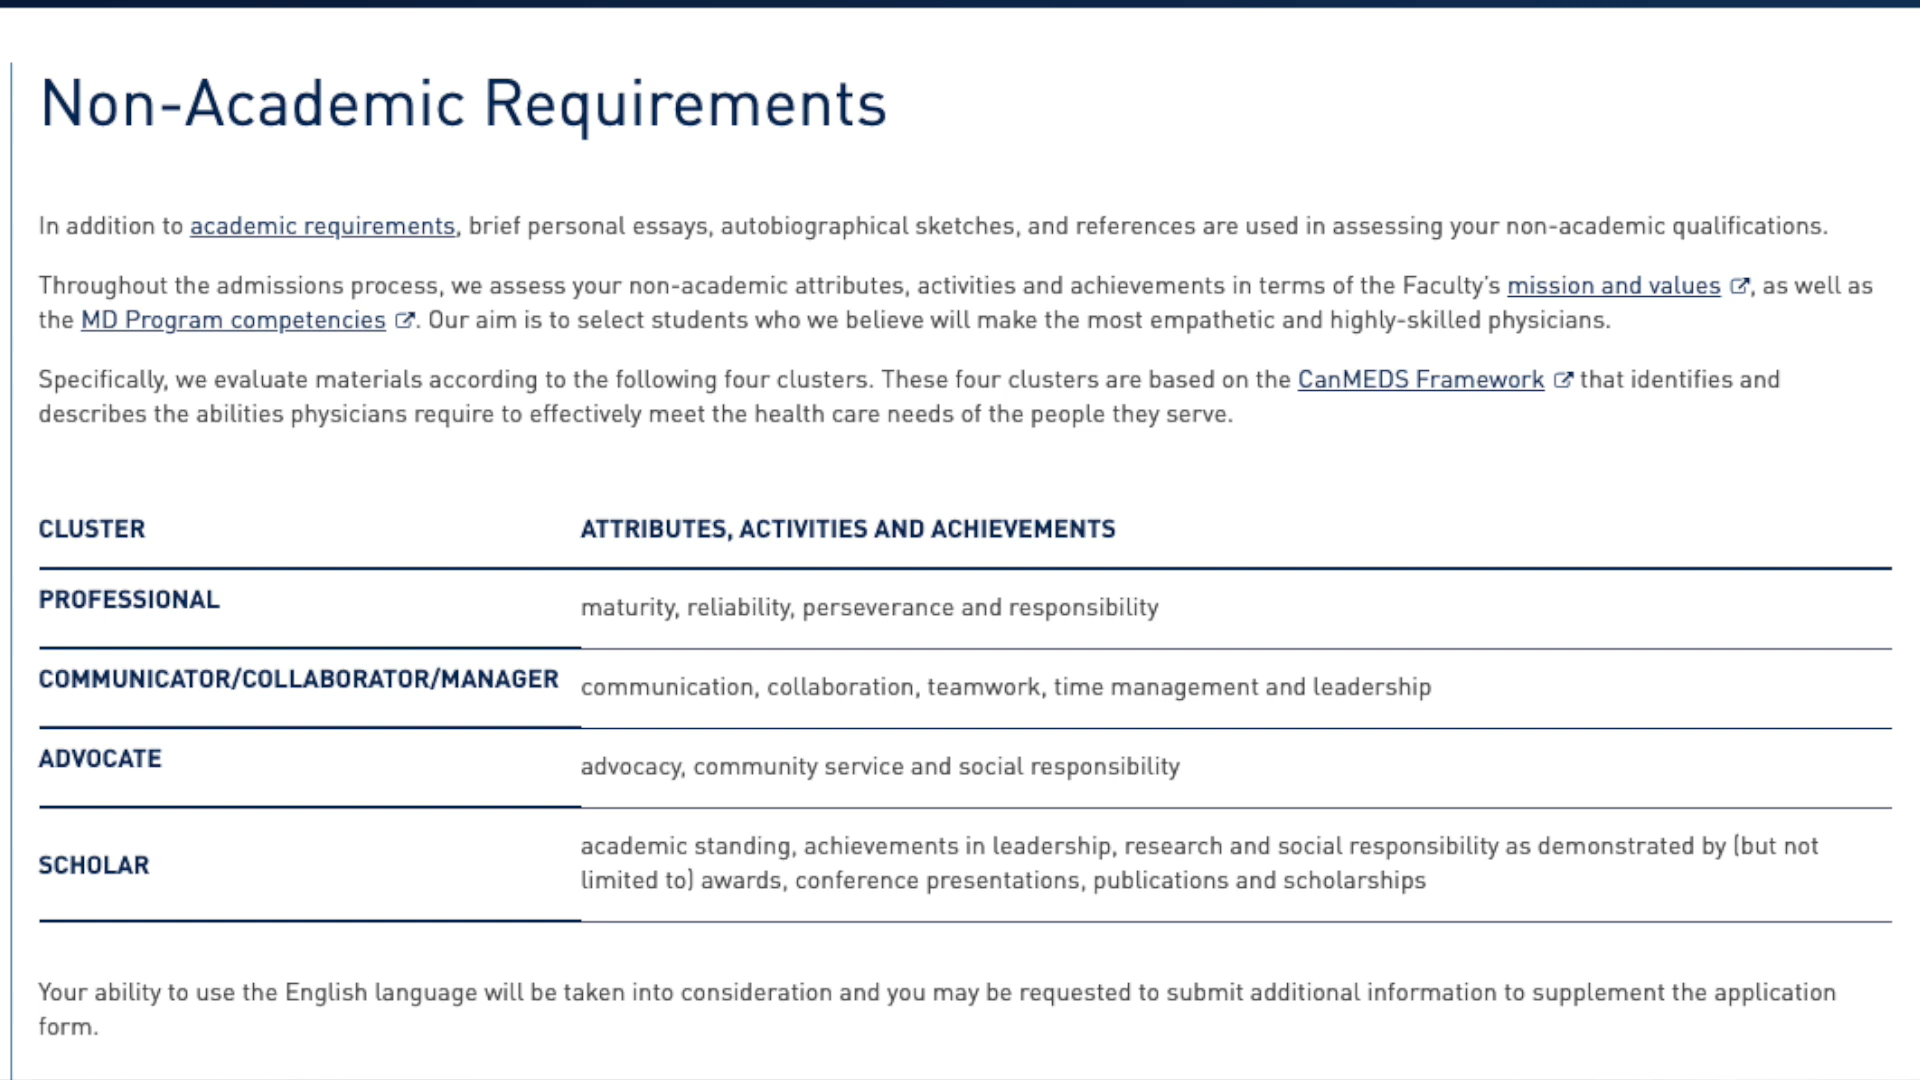 Non-Academic Requirements
In addition to academic requirements, brief personal essays, autobiographical sketches, and references are used in assessing your non-academic qualifications.
Throughout the admissions process, we assess your non-academic attributes, activities and achievements in terms of the Faculty's mission and values, as well as
the MD Program competencies. Our aim is to select students who we believe will make the most empathetic and highly-skilled physicians.
Specifically, we evaluate materials according to the following four clusters. These four clusters are based on the CanMEDS Framework that identifies and
describes the abilities physicians require to effectively meet the health care needs of the people they serve.
CLUSTER ATTRIBUTES, ACTIVITIES AND ACHIEVEMENTS
PROFESSIONAL maturity, reliability, perseverance and responsibility
COMMUNICATOR/COLLABORATOR/MANAGER communication, collaboration, teamwork, time management and leadership
ADVOCATE advocacy, community service and social responsibility
SCHOLAR academic standing, achievements in leadership, research and social responsibility as demonstrated by (but not
limited to) awards, conference presentations, publications and scholarships
Your ability to use the English language will be taken into consideration and you may be requested to submit additional information to supplement the application
form.